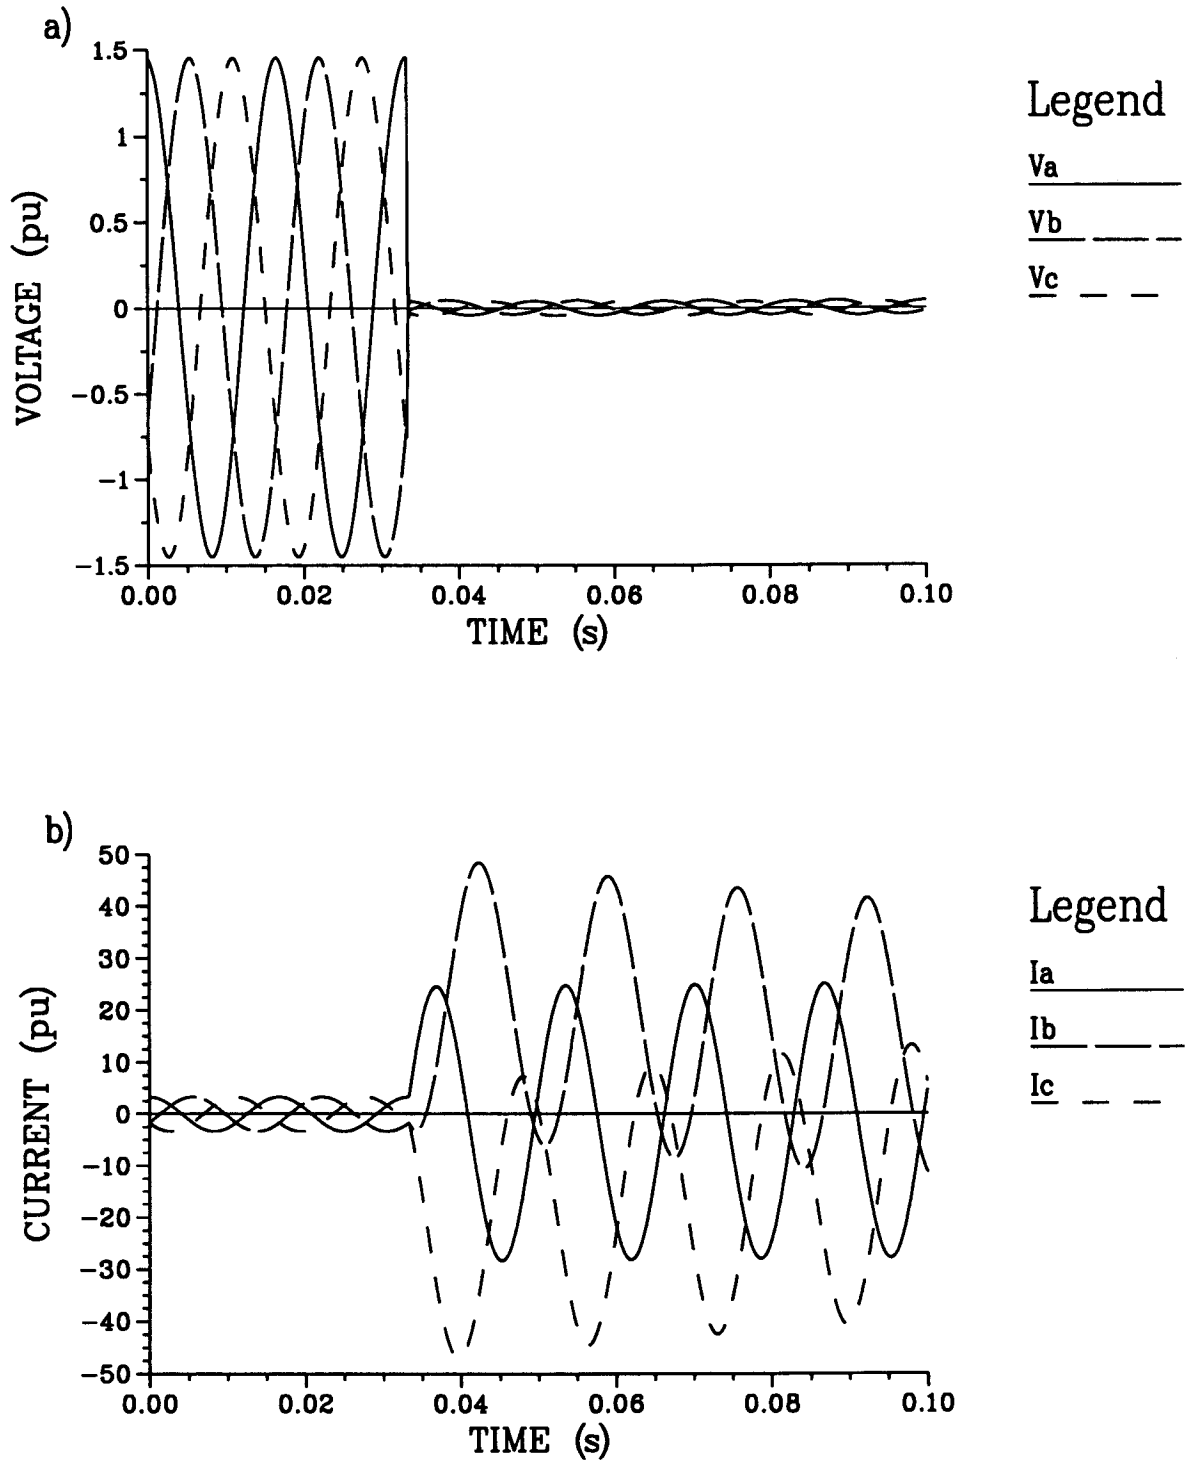 a)
VOLTAGE (pu)
1.5
1
0.5
0
−0.5
−1
−1.5
0.00 0.02 0.04 0.06 0.08 0.10
TIME (s)
Legend
Va
Vb
Vc
b)
CURRENT (pu)
50
40
30
20
10
0
−10
−20
−30
−40
−50
0.00 0.02 0.04 0.06 0.08 0.10
TIME (s)
Legend
Ia
Ib
Ic